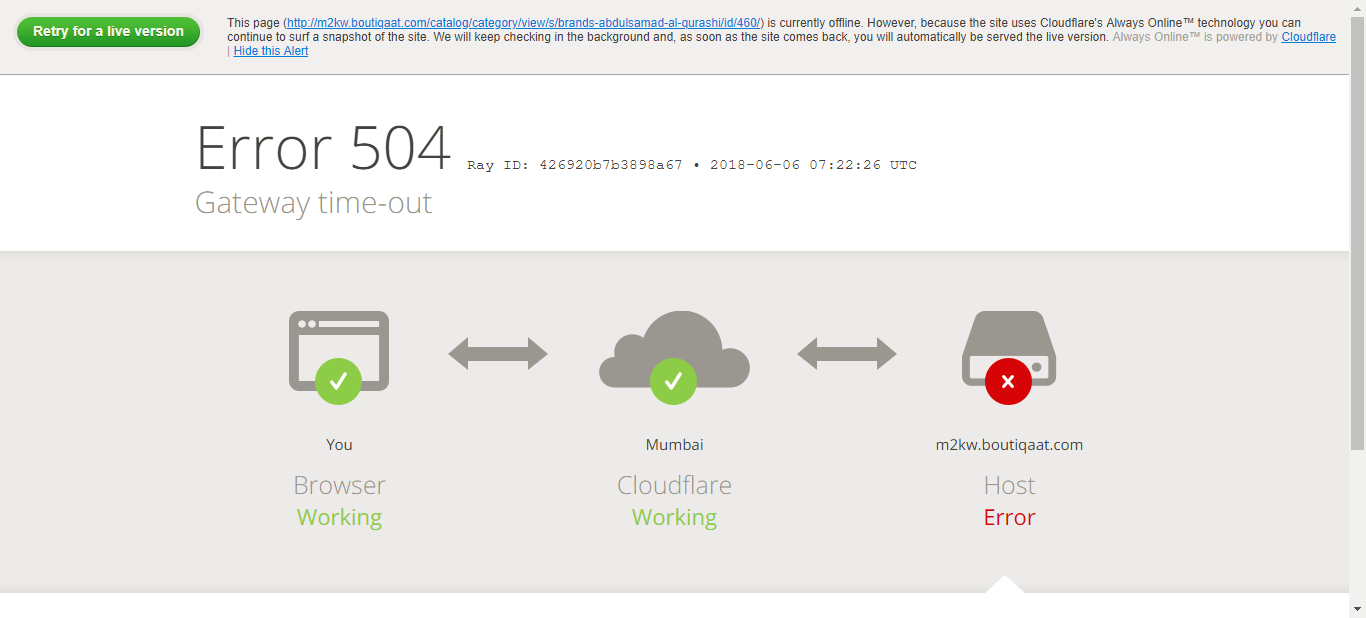 Retry for a live version
This page (http://m2kw.boutiqaat.com/catalog/category/view/s/brands-abdulsamad-al-qurashi/id/460/) is currently offline. However, because the site uses Cloudflare's Always Online™ technology you can
continue to surf a snapshot of the site. We will keep checking in the background and, as soon as the site comes back, you will automatically be served the live version. Always Online™ is powered by Cloudflare
| Hide this Alert
Error 504 Ray ID: 426920b7b3898a67 • 2018-06-06 07:22:26 UTC
Gateway time-out
You
Browser
Working
Mumbai
Cloudflare
Working
m2kw.boutiqaat.com
Host
Error